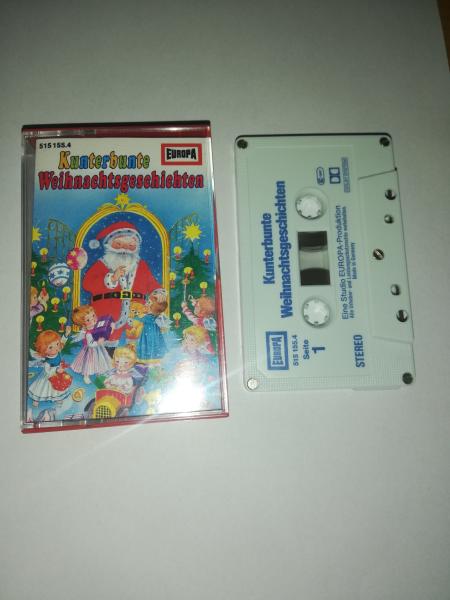 515 155.4
EUROPA
Kunterbunte
Weihnachtsgeschichten
Kunterbunte
Weihnachtsgeschichten
EUROPA
515 155.4
Seite
1
Eine Studio EUROPA-Produktion
Made in Germany
STEREO